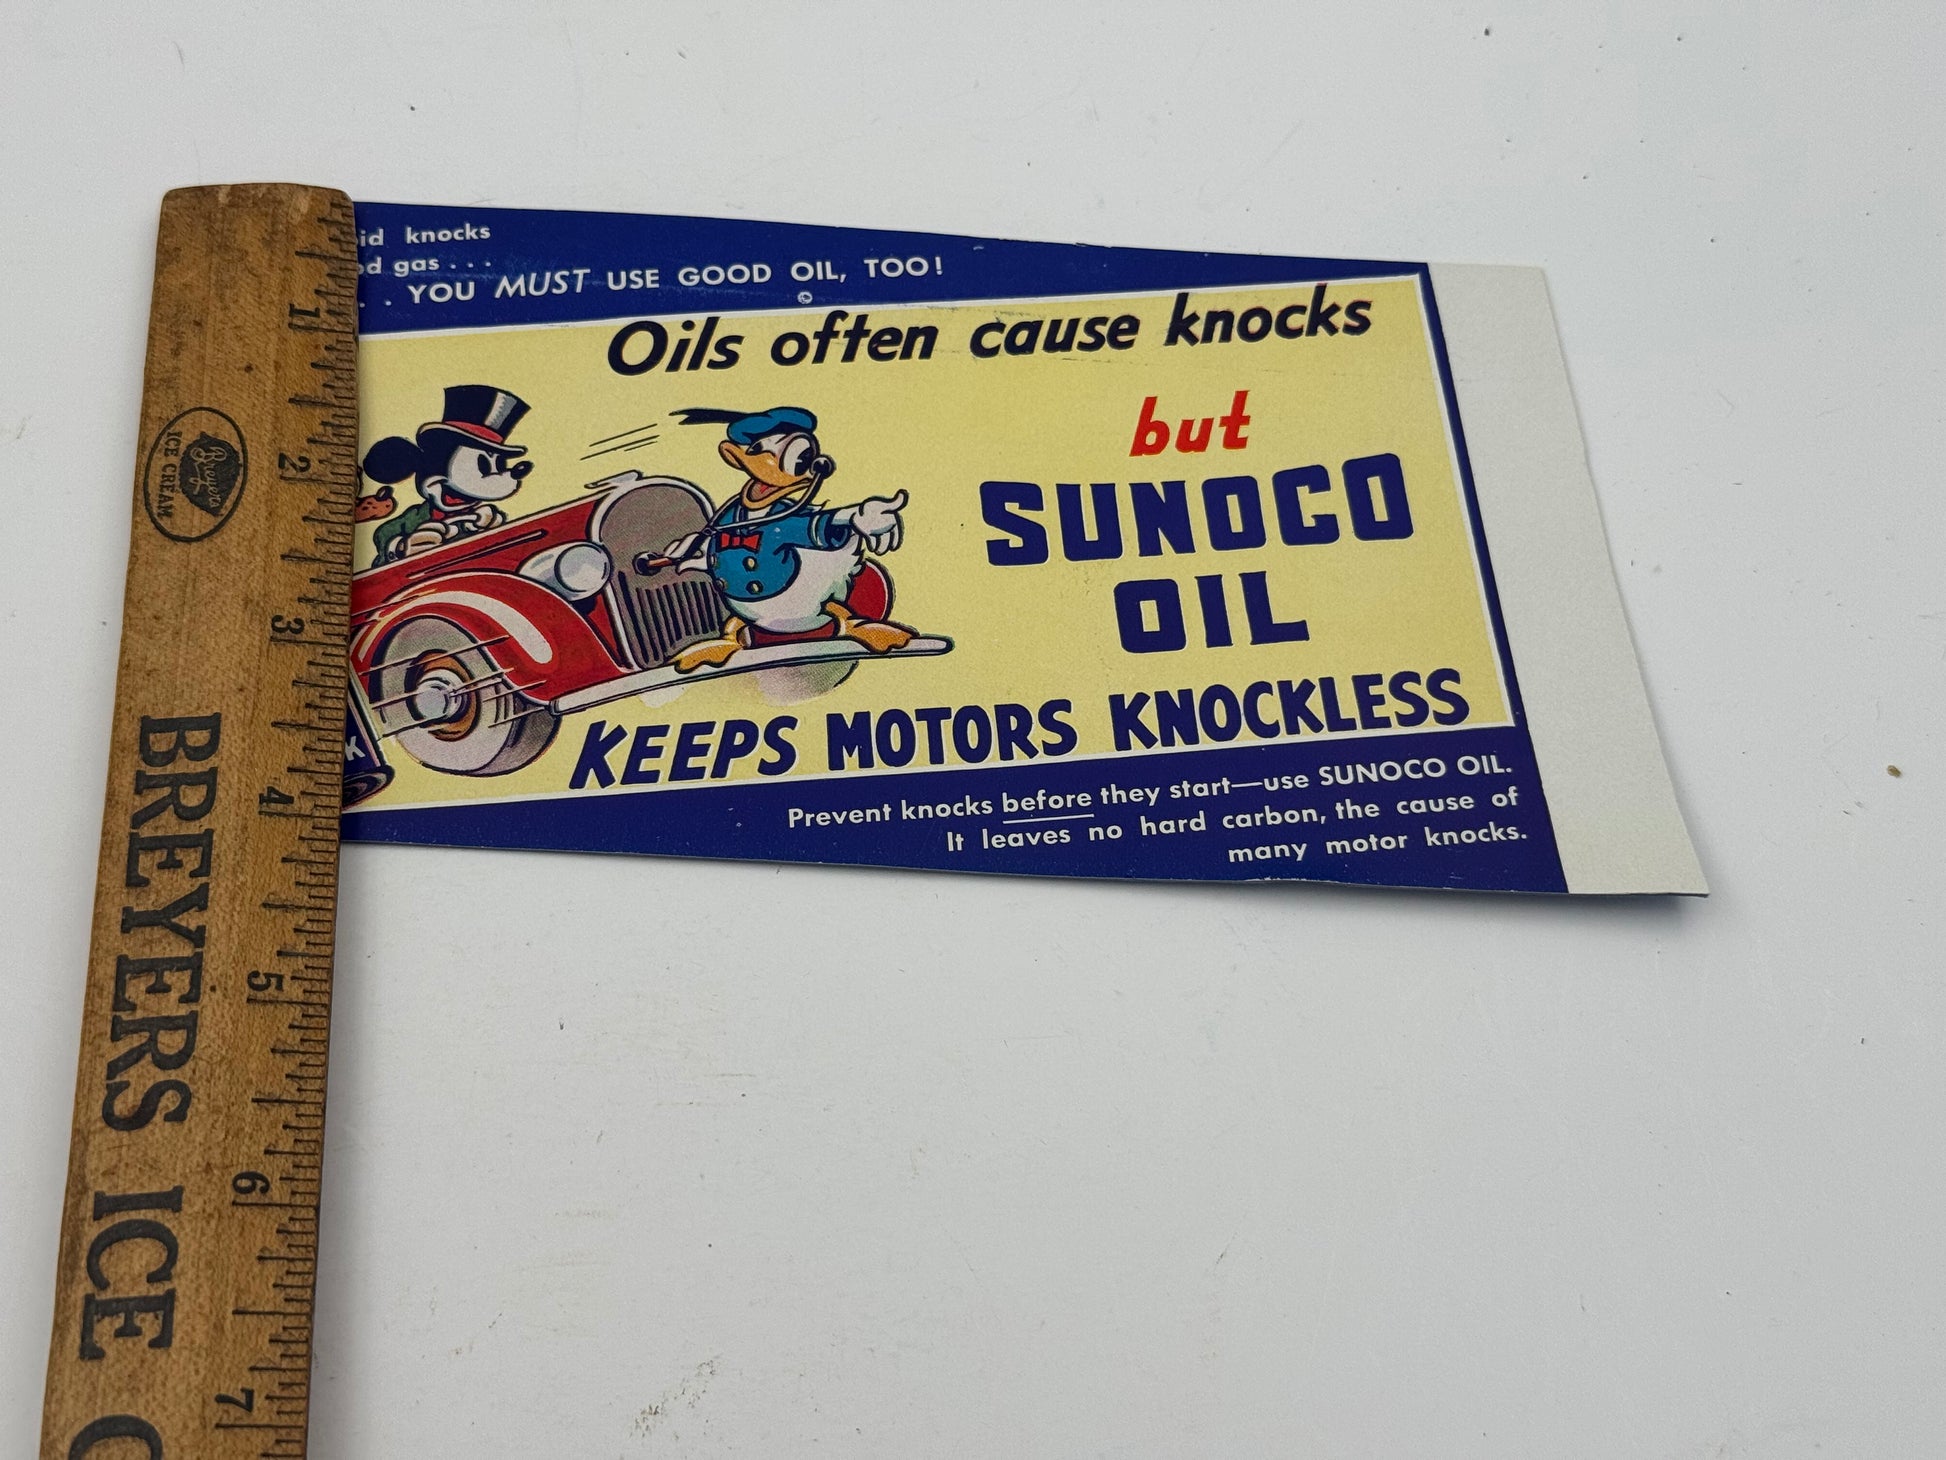 knocks
gas . . .
. . YOU MUST USE GOOD OIL, TOO!
©
Oils often cause knocks
but
SUNOCO
OIL
KEEPS MOTORS KNOCKLESS
Prevent knocks before they start—use SUNOCO OIL.
It leaves no hard carbon, the cause of
many motor knocks.
1
2
3
4
5
6
7
Breyers
ICE CREAM
BREYERS ICE C